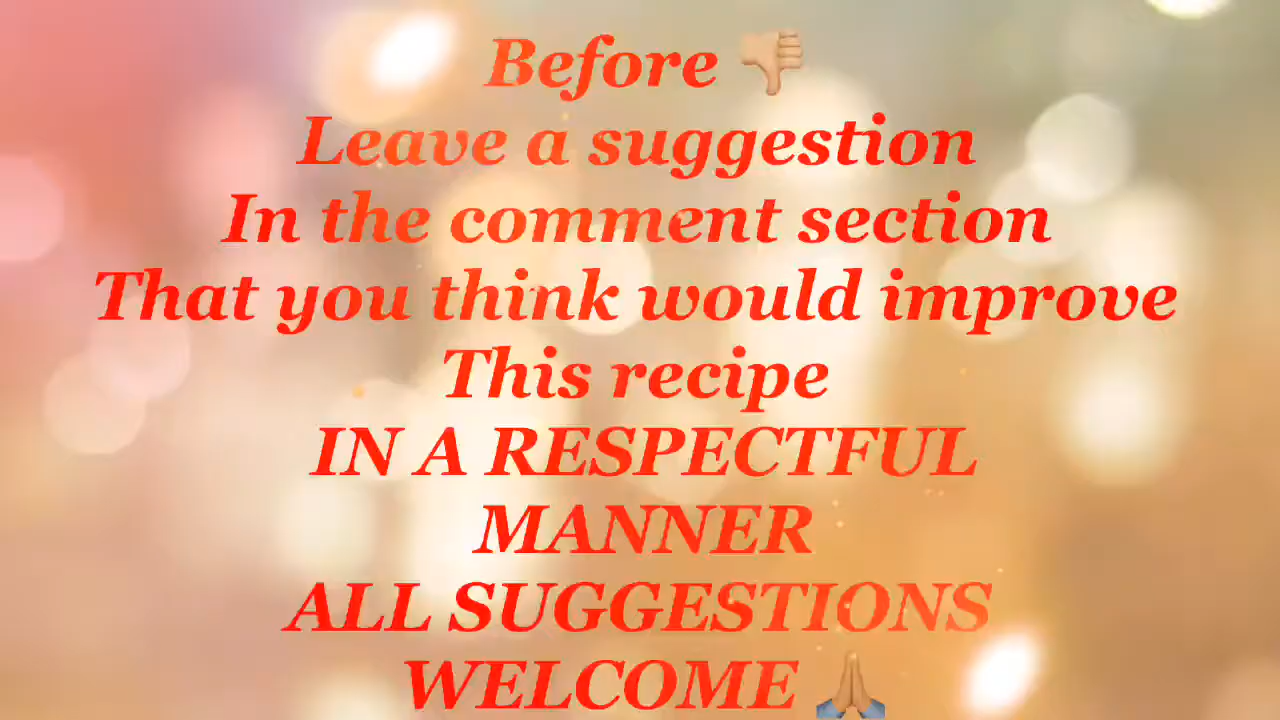 Before 👎🏼
Leave a suggestion
In the comment section
That you think would improve
This recipe
IN A RESPECTFUL
MANNER
ALL SUGGESTIONS
WELCOME 🙏🏽